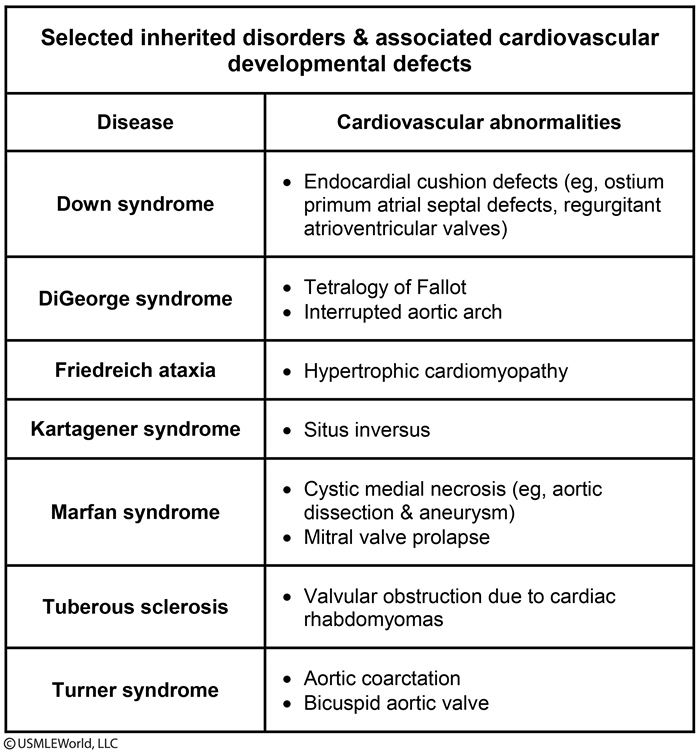 Selected inherited disorders & associated cardiovascular
developmental defects
Disease
Cardiovascular abnormalities
Down syndrome
• Endocardial cushion defects (eg, ostium
primum atrial septal defects, regurgitant
atrioventricular valves)
DiGeorge syndrome
• Tetralogy of Fallot
• Interrupted aortic arch
Friedreich ataxia
• Hypertrophic cardiomyopathy
Kartagener syndrome
• Situs inversus
Marfan syndrome
• Cystic medial necrosis (eg, aortic
dissection & aneurysm)
• Mitral valve prolapse
Tuberous sclerosis
• Valvular obstruction due to cardiac
rhabdomyomas
Turner syndrome
• Aortic coarctation
• Bicuspid aortic valve
© USMLEWorld, LLC